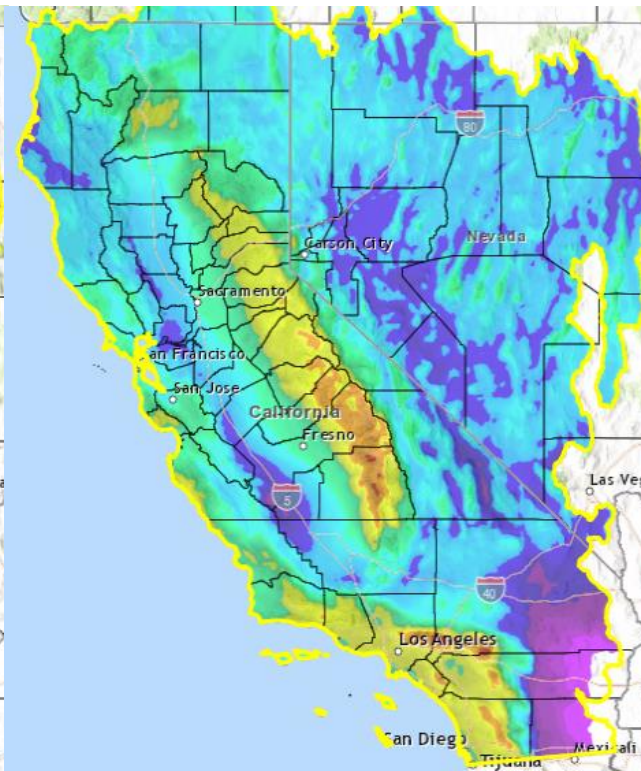 80
Carson City
Nevada
Sacramento
an Francisco
San Jose
California
Fresno
5
Las Ve
40
Los Angeles
San Diego
Tijuana
Mexicali